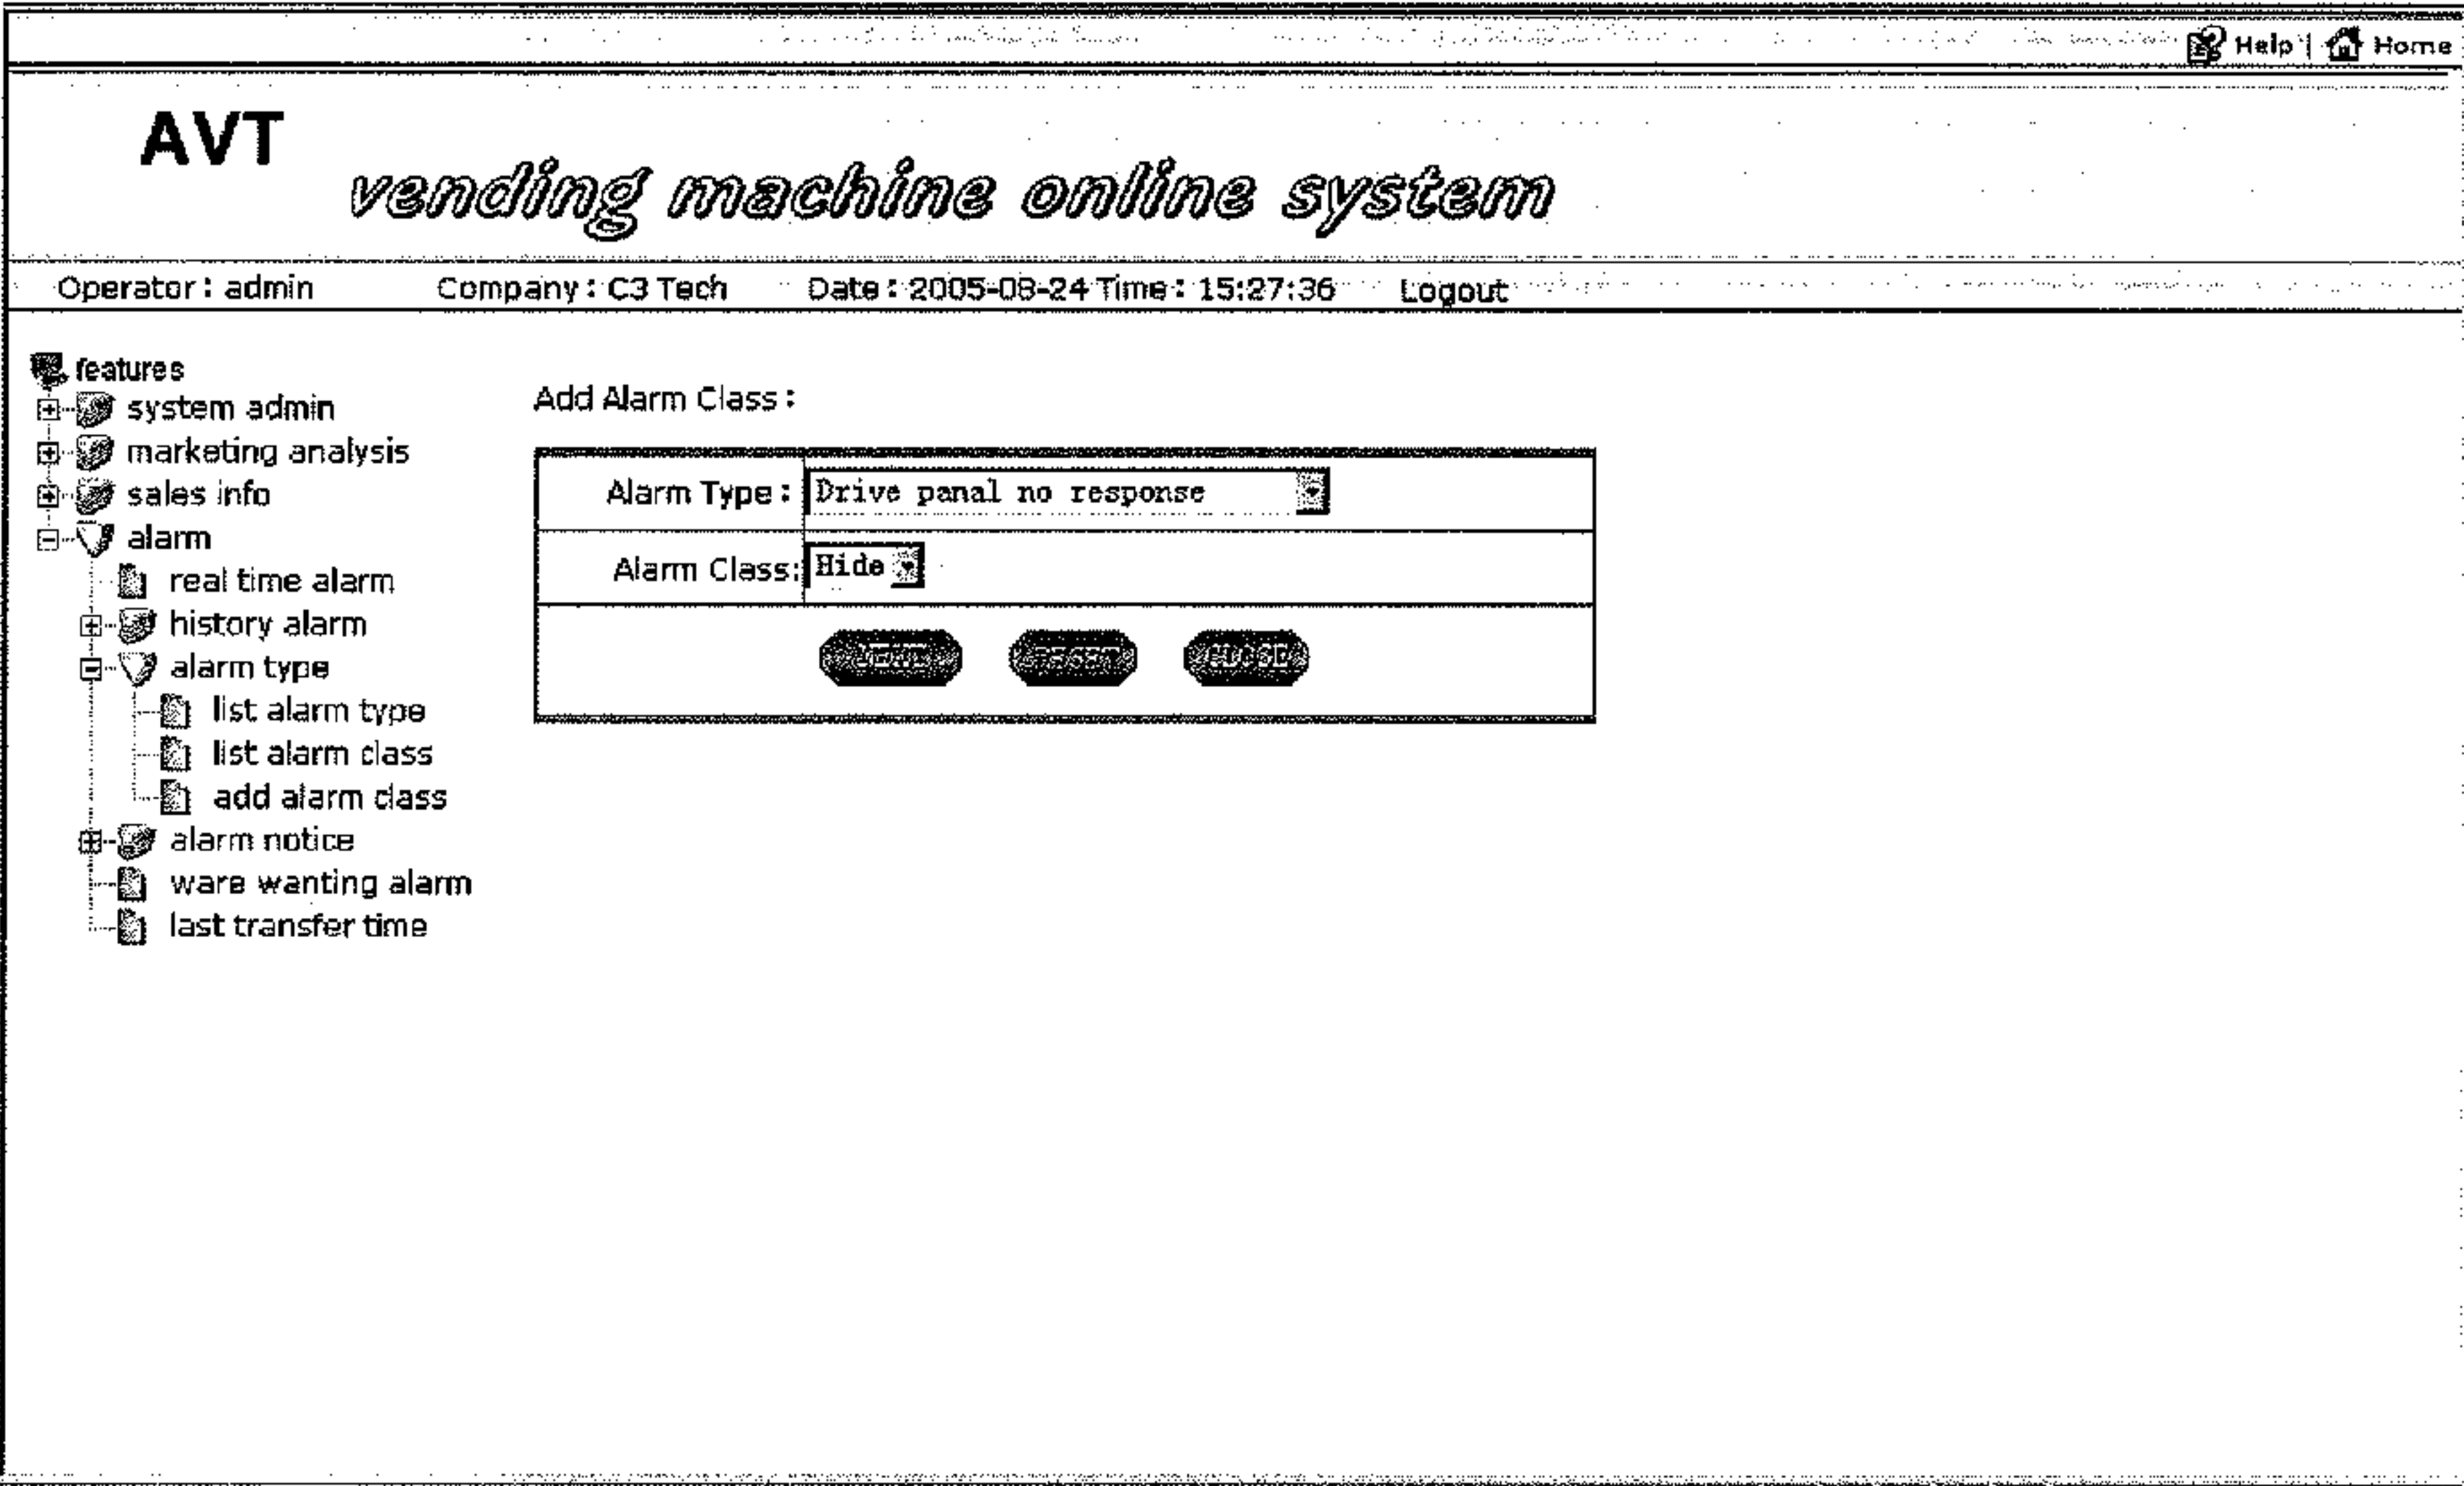 Help | Home
AVT
vending machine online system
Operator: admin Company: C3 Tech Date: 2005-08-24 Time: 15:27:36 Logout
features
system admin
marketing analysis
sales info
alarm
real time alarm
history alarm
alarm type
list alarm type
list alarm class
add alarm class
alarm notice
ware wanting alarm
last transfer time
Add Alarm Class:
Alarm Type: Drive panal no response
Alarm Class: Hide
RESET CLOSE